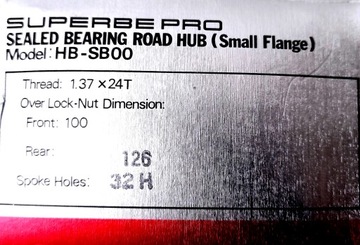 SUPERBE PRO
SEALED BEARING ROAD HUB (Small Flange)
Model: HB-SB00
Thread: 1.37 × 24T
Over Lock-Nut Dimension:
Front: 100
Rear: 126
Spoke Holes: 32 H